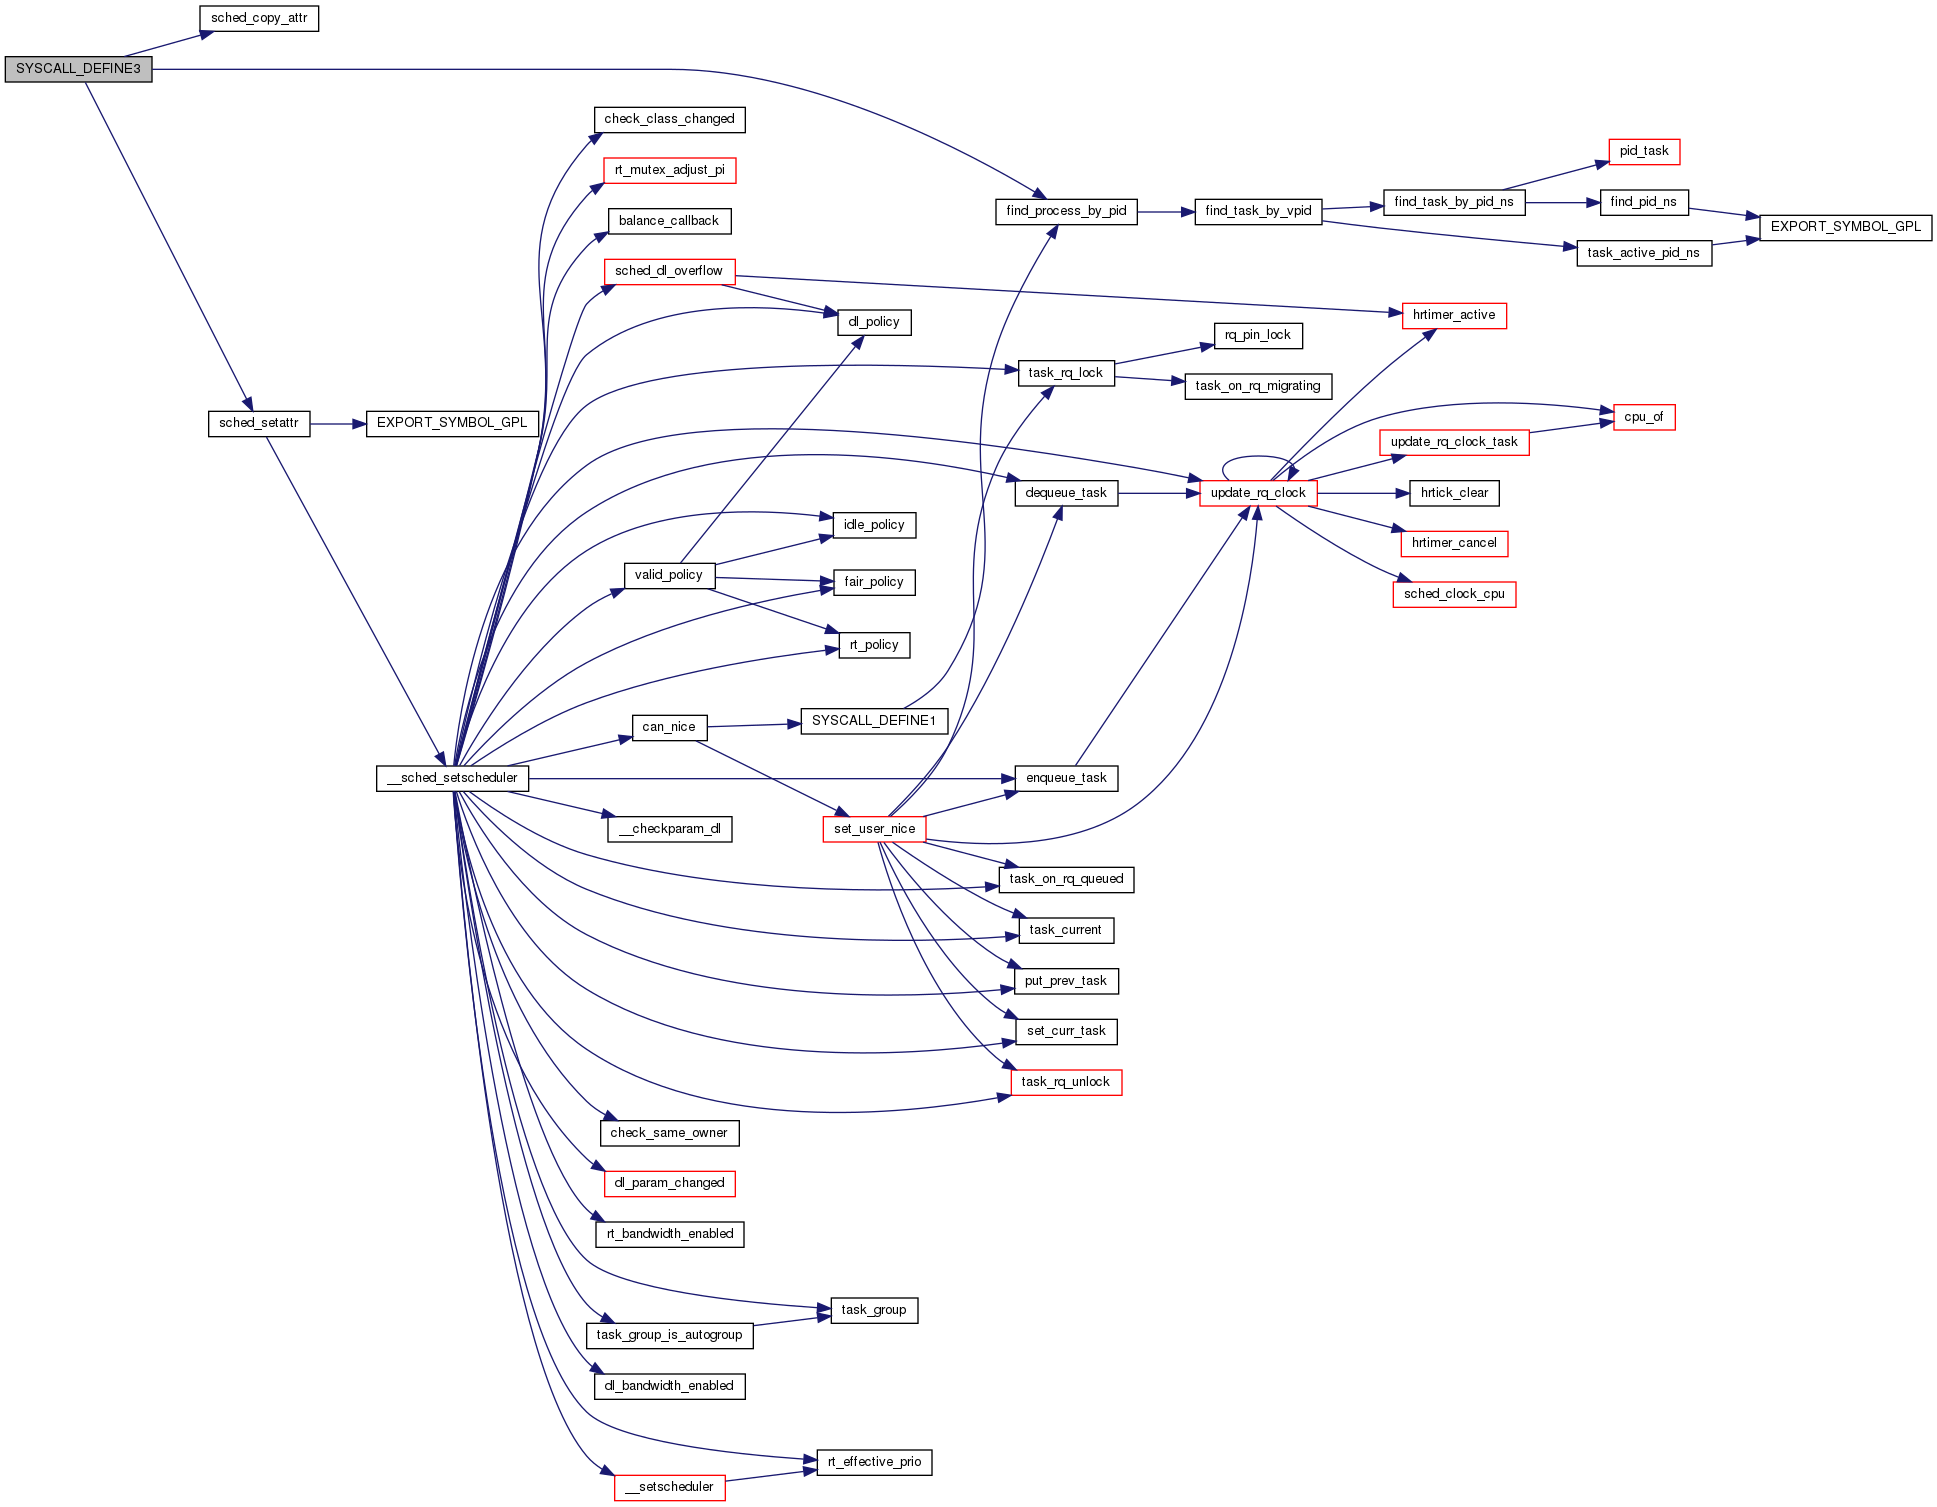 sched_copy_attr
SYSCALL_DEFINE3
check_class_changed
pid_task
rt_mutex_adjust_pi
find_task_by_pid_ns
find_pid_ns
find_process_by_pid
find_task_by_vpid
balance_callback
EXPORT_SYMBOL_GPL
task_active_pid_ns
sched_dl_overflow
hrtimer_active
dl_policy
rq_pin_lock
task_rq_lock
task_on_rq_migrating
cpu_of
sched_setattr
EXPORT_SYMBOL_GPL
update_rq_clock_task
dequeue_task
update_rq_clock
hrtick_clear
idle_policy
hrtimer_cancel
valid_policy
fair_policy
sched_clock_cpu
rt_policy
can_nice
SYSCALL_DEFINE1
__sched_setscheduler
enqueue_task
__checkparam_dl
set_user_nice
task_on_rq_queued
task_current
put_prev_task
set_curr_task
task_rq_unlock
check_same_owner
dl_param_changed
rt_bandwidth_enabled
task_group
task_group_is_autogroup
dl_bandwidth_enabled
rt_effective_prio
__setscheduler